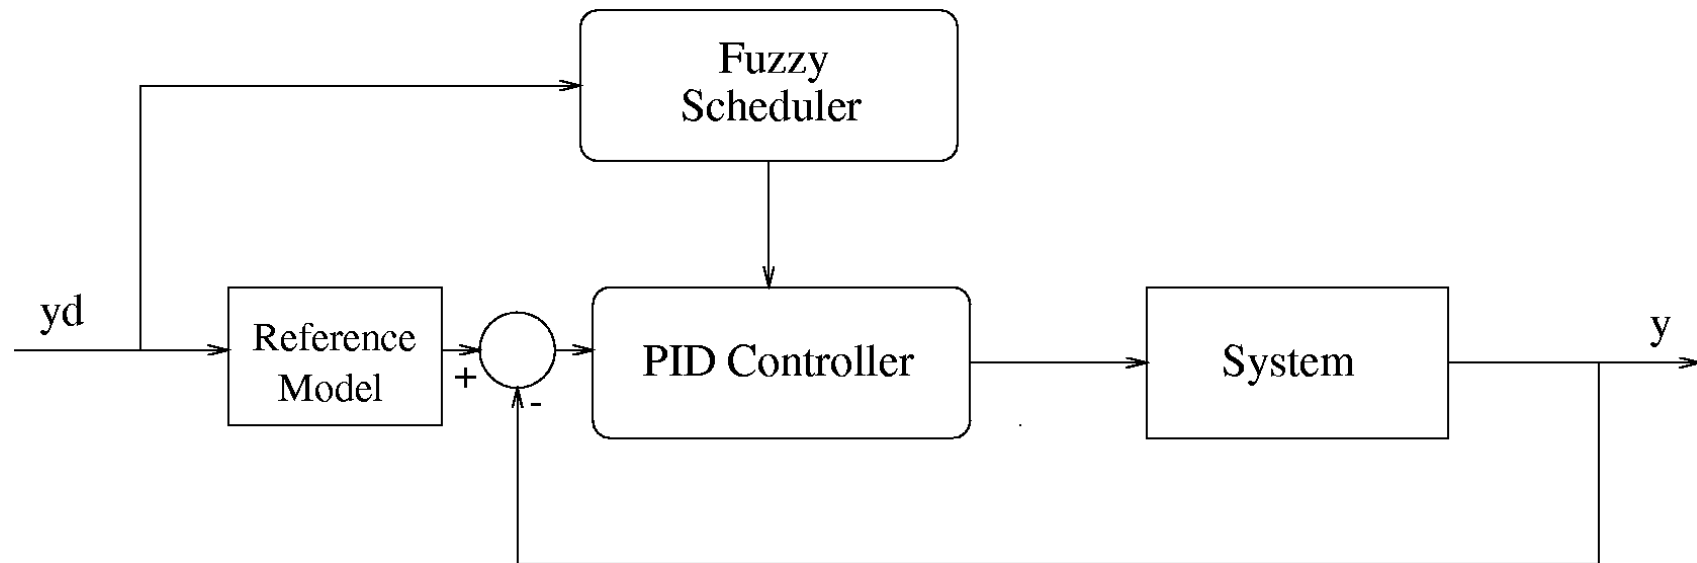 Fuzzy
Scheduler
yd
Reference
Model
+
-
PID Controller
System
y